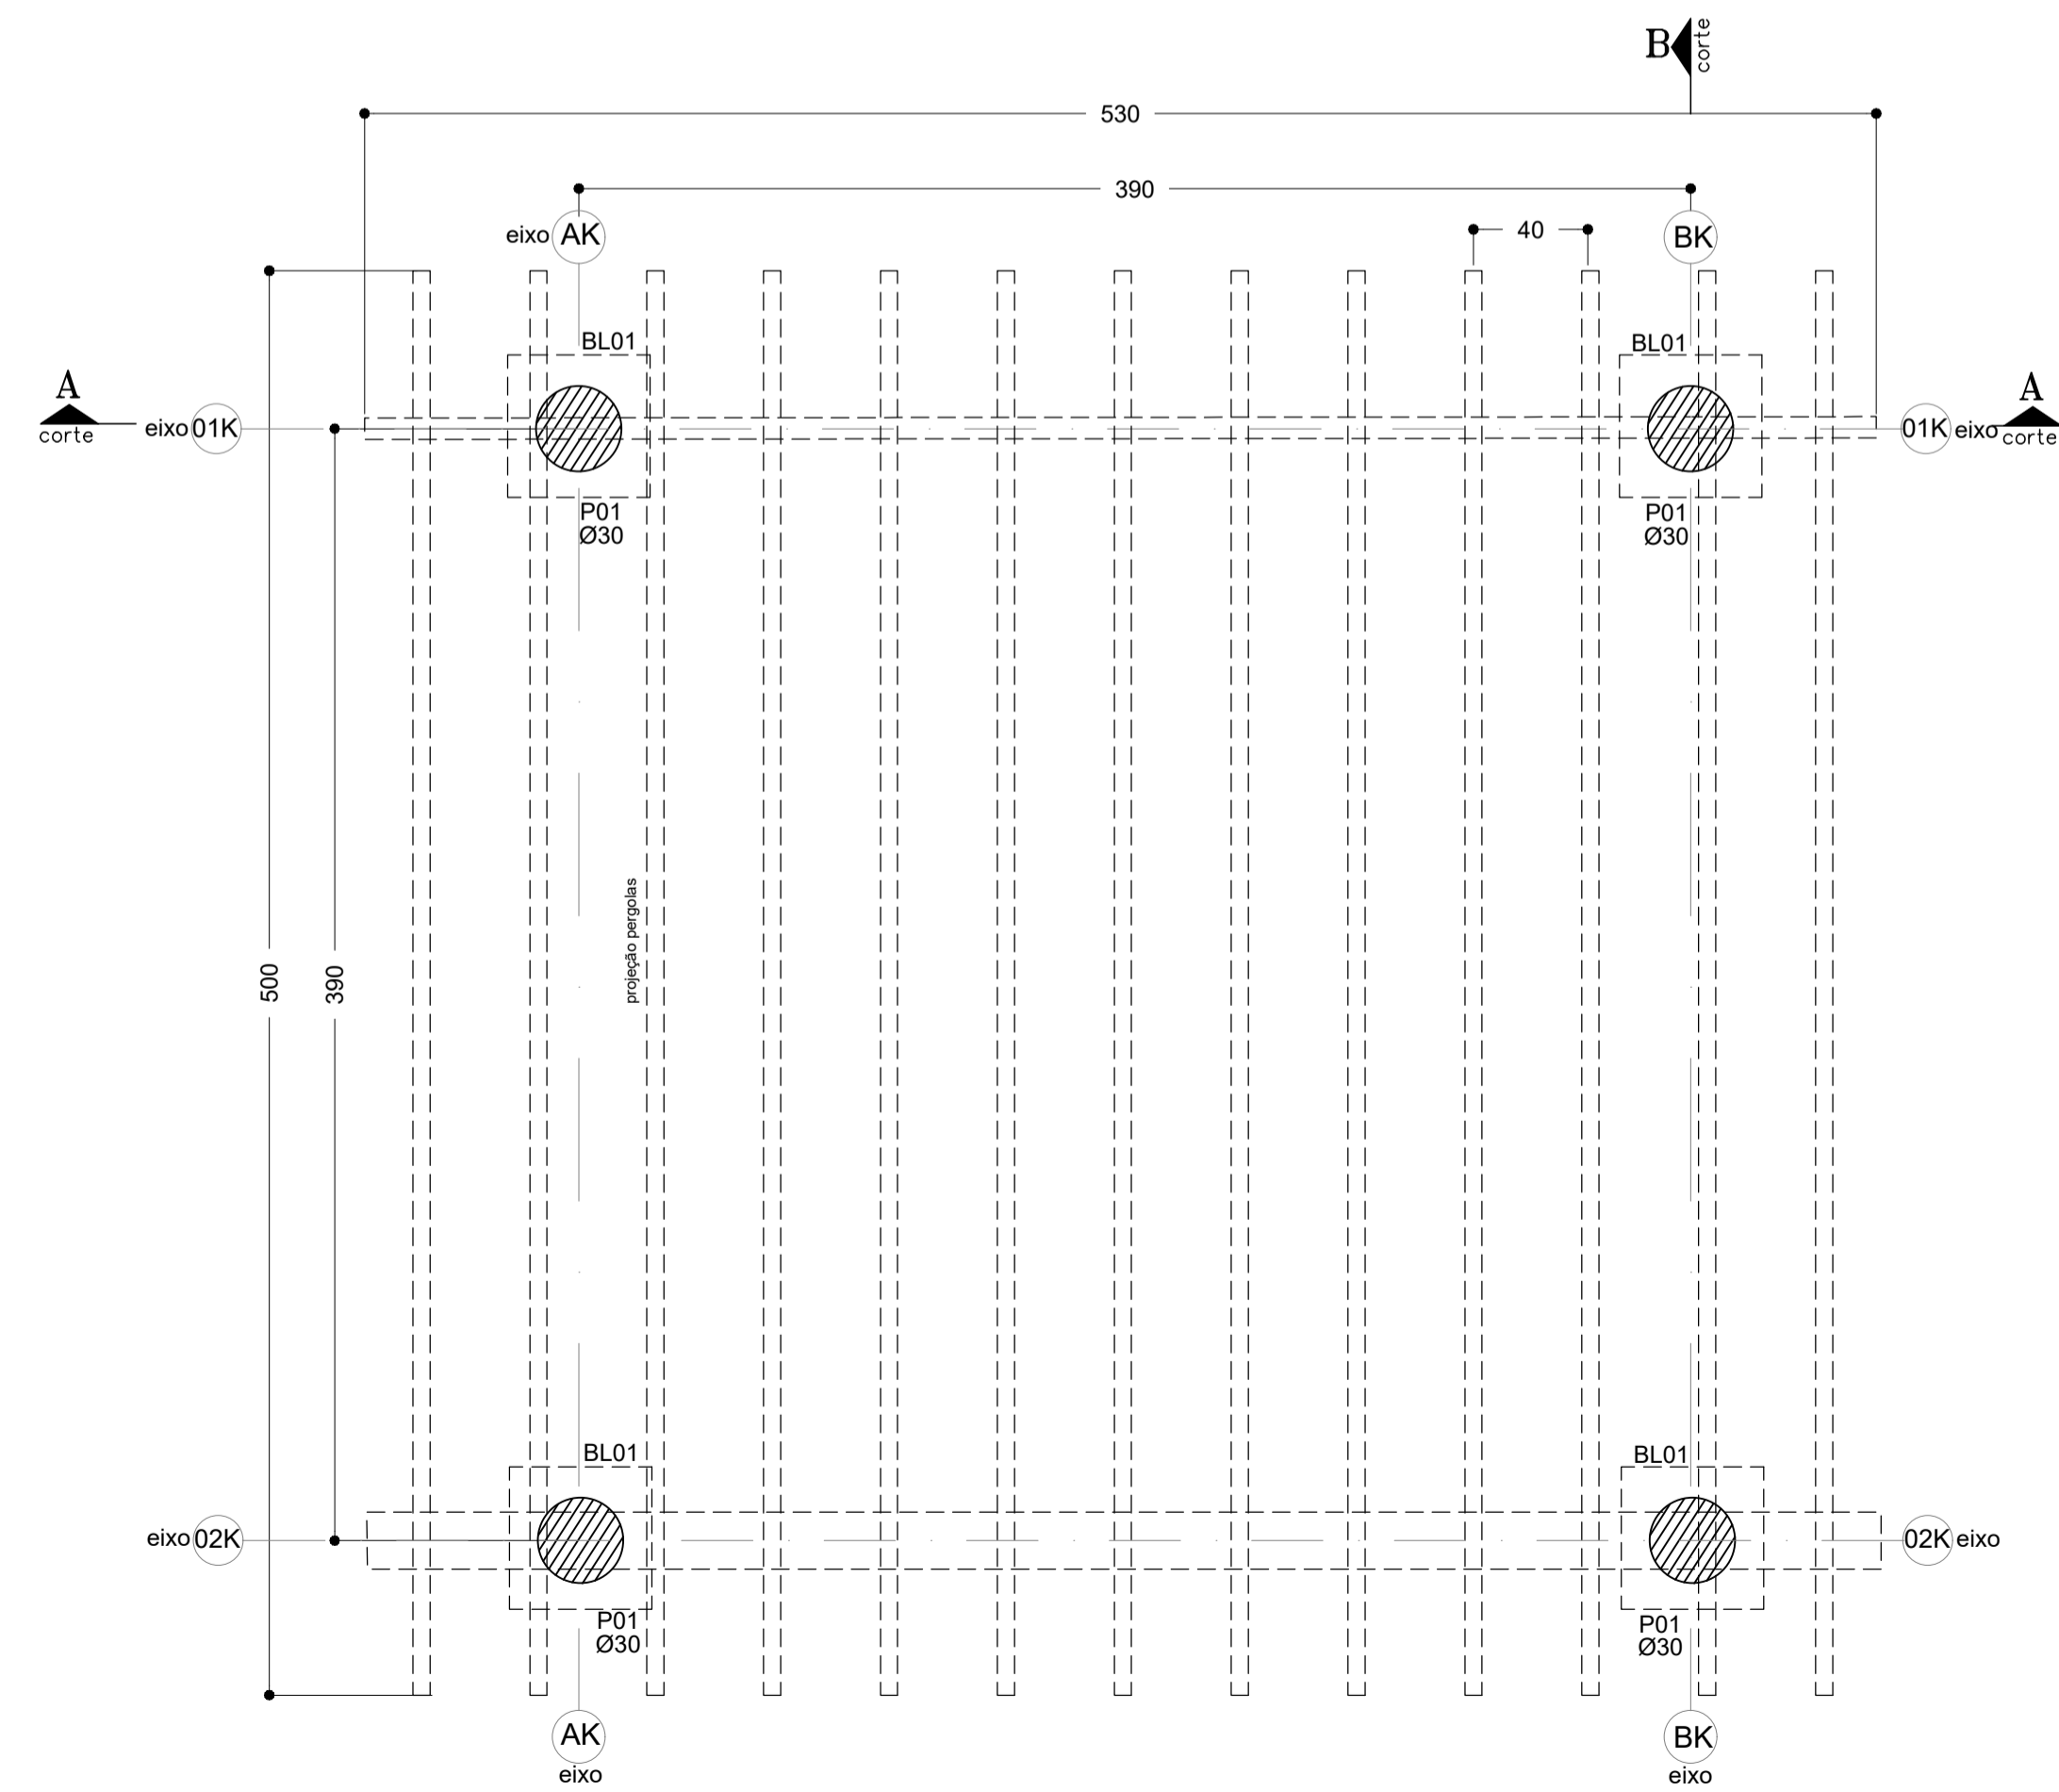 B
corte
530
390
eixo
AK
BK
40
BL01
BL01
A
corte
eixo
01K
01K
eixo
A
corte
P01
Ø30
P01
Ø30
projeção pergolas
500
390
BL01
BL01
eixo
02K
02K
eixo
P01
Ø30
P01
Ø30
AK
eixo
BK
eixo